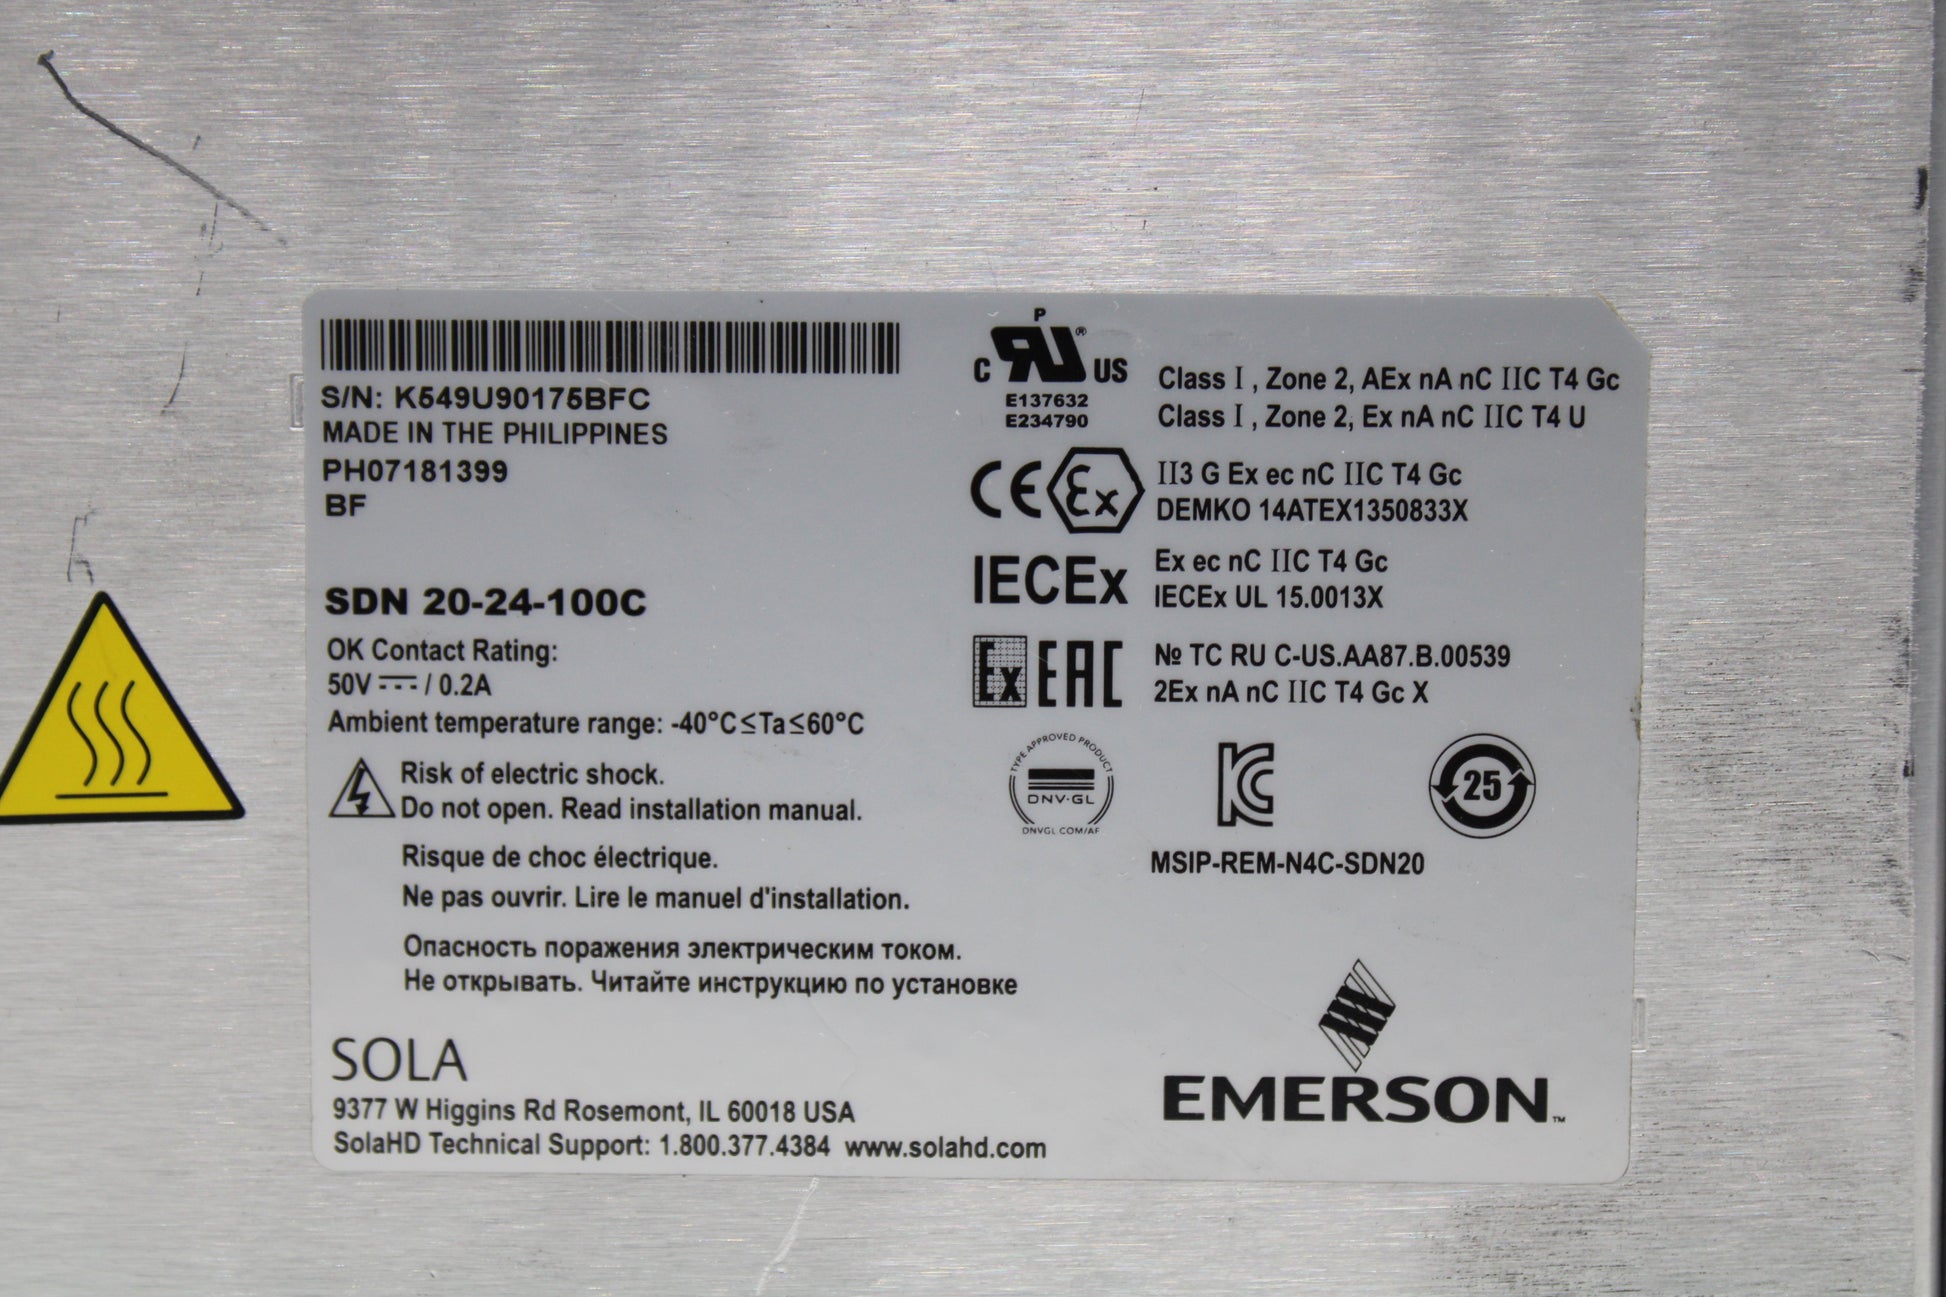 S/N: K549U90175BFC
MADE IN THE PHILIPPINES
PH07181399
BF
SDN 20-24-100C
OK Contact Rating:
50V ⎓ / 0.2A
Ambient temperature range: -40°C≤Ta≤60°C
Risk of electric shock.
Do not open. Read installation manual.
Risque de choc électrique.
Ne pas ouvrir. Lire le manuel d'installation.
Опасность поражения электрическим током.
Не открывать. Читайте инструкцию по установке
SOLA
9377 W Higgins Rd Rosemont, IL 60018 USA
SolaHD Technical Support: 1.800.377.4384 www.solahd.com
P
C RU ® US
E137632
E234790
Class I , Zone 2, AEx nA nC IIC T4 Gc
Class I , Zone 2, Ex nA nC IIC T4 U
CE Ex
II3 G Ex ec nC IIC T4 Gc
DEMKO 14ATEX1350833X
IECEx
Ex ec nC IIC T4 Gc
IECEx UL 15.0013X
Ex EAC
№ TC RU C-US.AA87.B.00539
2Ex nA nC IIC T4 Gc X
TYPE APPROVED PRODUCT
DNV·GL
DNVGL.COM/AF
KC
25
MSIP-REM-N4C-SDN20
EMERSON™